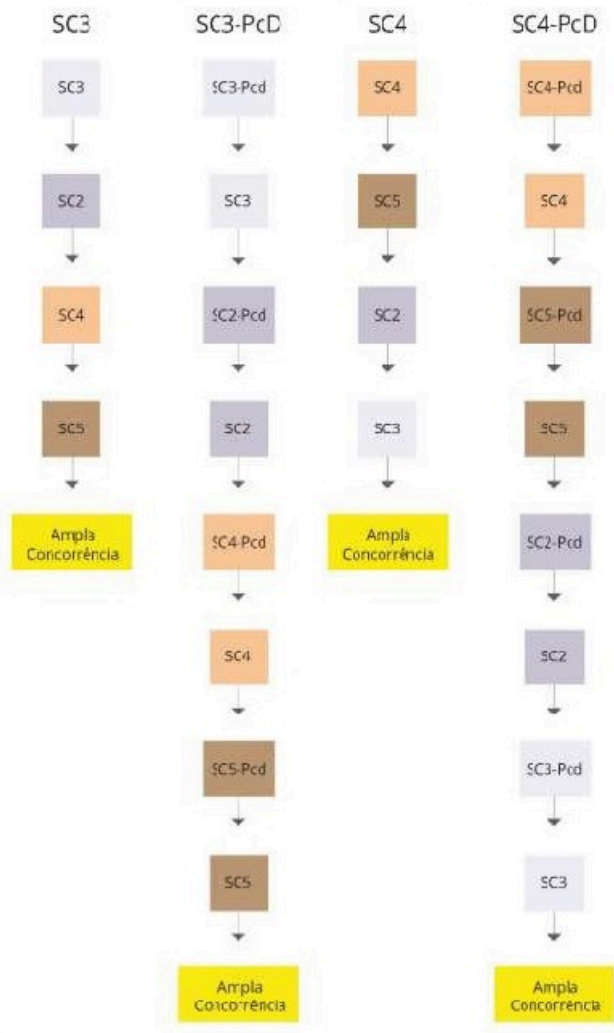 SC3
SC3-PcD
SC4
SC4-PcD
SC3
SC3-Pcd
SC4
SC4-Pcd
SC2
SC3
SC5
SC4
SC4
SC2-Pcd
SC2
SC5-Pcd
SC5
SC2
SC3
SC5
Ampla
Concorrência
SC4-Pcd
Ampla
Concorrência
SC2-Pcd
SC4
SC2
SC5-Pcd
SC3-Pcd
SC5
SC3
Ampla
Concorrência
Ampla
Concorrência